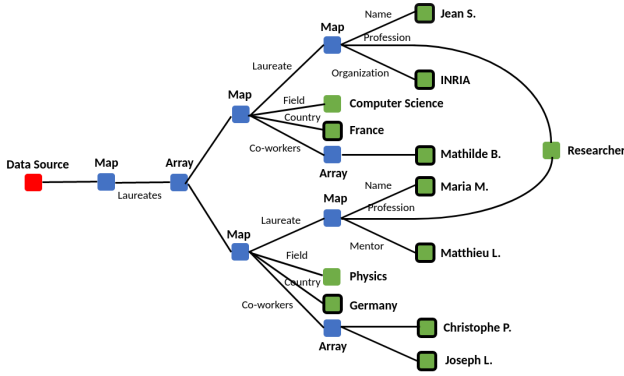 Name
Jean S.
Map
Profession
Laureate
Organization
INRIA
Map
Field
Computer Science
Country
France
Co-workers
Mathilde B.
Array
Researcher
Data Source
Map
Array
Laureates
Map
Name
Maria M.
Profession
Laureate
Map
Mentor
Matthieu L.
Field
Physics
Country
Germany
Co-workers
Christophe P.
Array
Joseph L.